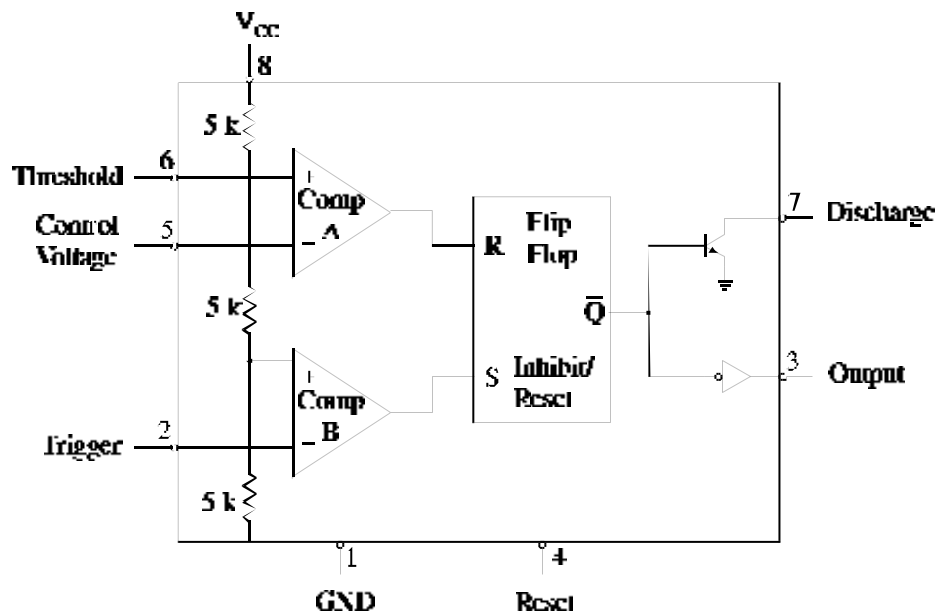 VCC
8
5 k
6
Threshold
+
Comp
A
−
7
Discharge
Control
Voltage
5
R
Flip
Flop
5 k
Q̅
S
Inhibit/
Reset
3
Output
+
Comp
B
−
2
Trigger
5 k
1
4
GND
Reset